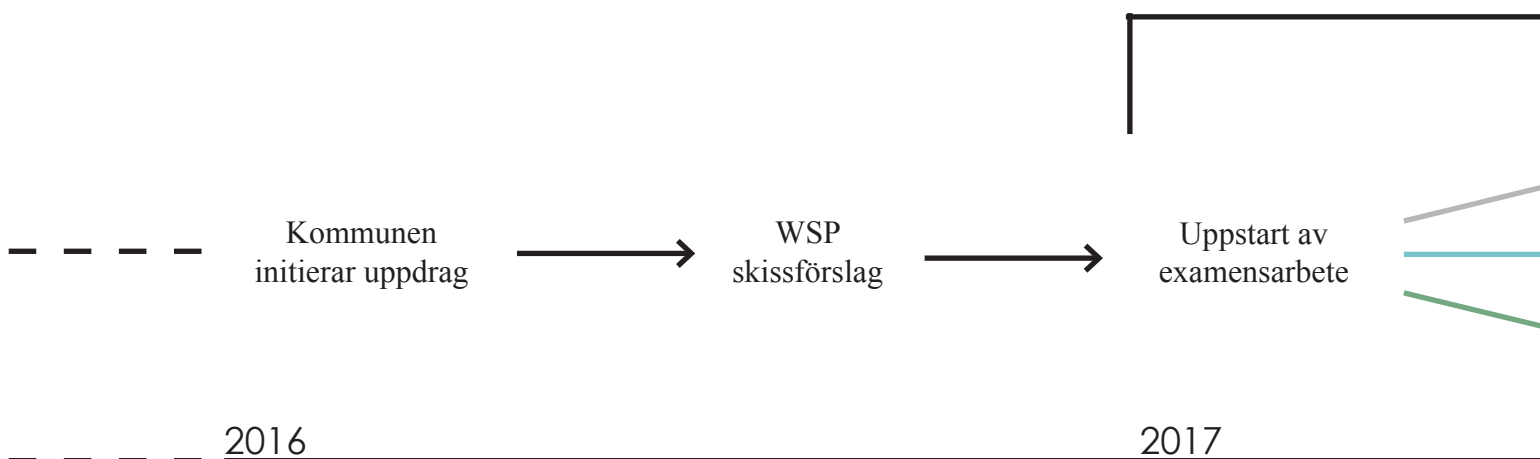 Kommunen
initierar uppdrag
WSP
skissförslag
Uppstart av
examensarbete
2016
2017